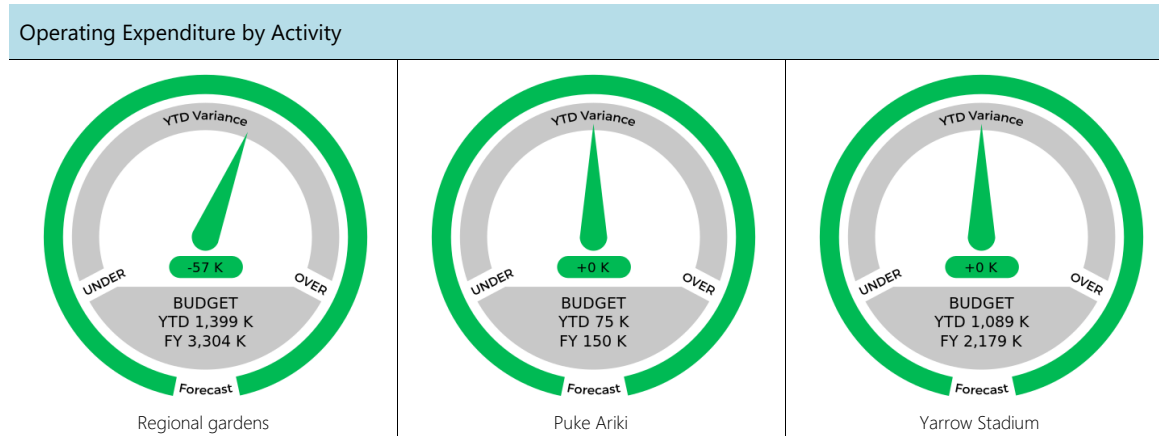 Operating Expenditure by Activity
YTD Variance
-57 K
UNDER
OVER
BUDGET
YTD 1,399 K
FY 3,304 K
Forecast
Regional gardens
YTD Variance
+0 K
UNDER
OVER
BUDGET
YTD 75 K
FY 150 K
Forecast
Puke Ariki
YTD Variance
+0 K
UNDER
OVER
BUDGET
YTD 1,089 K
FY 2,179 K
Forecast
Yarrow Stadium